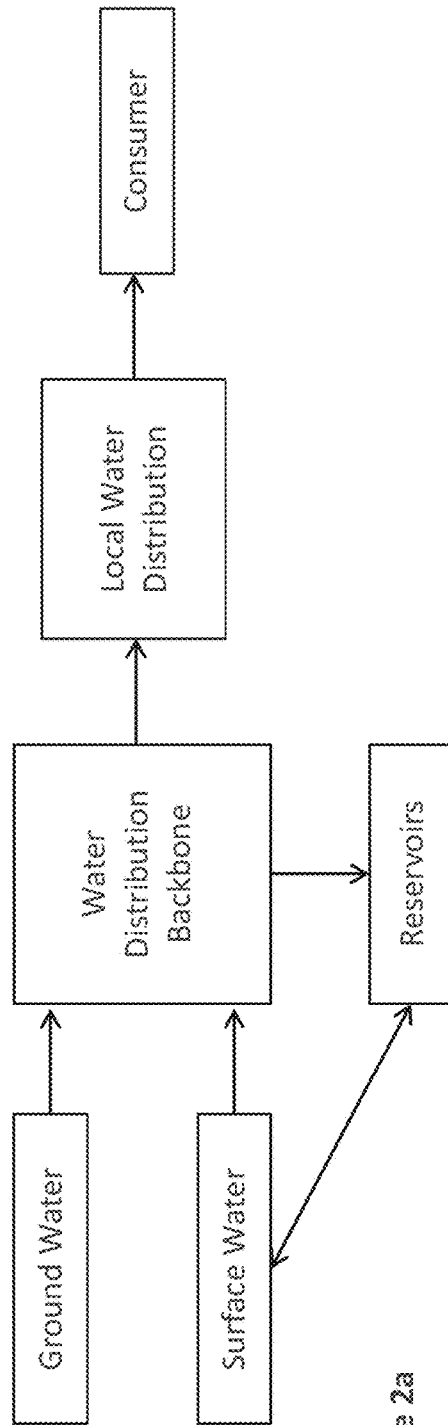 Ground Water
Surface Water
Water
Distribution
Backbone
Reservoirs
Local Water
Distribution
Consumer
2a